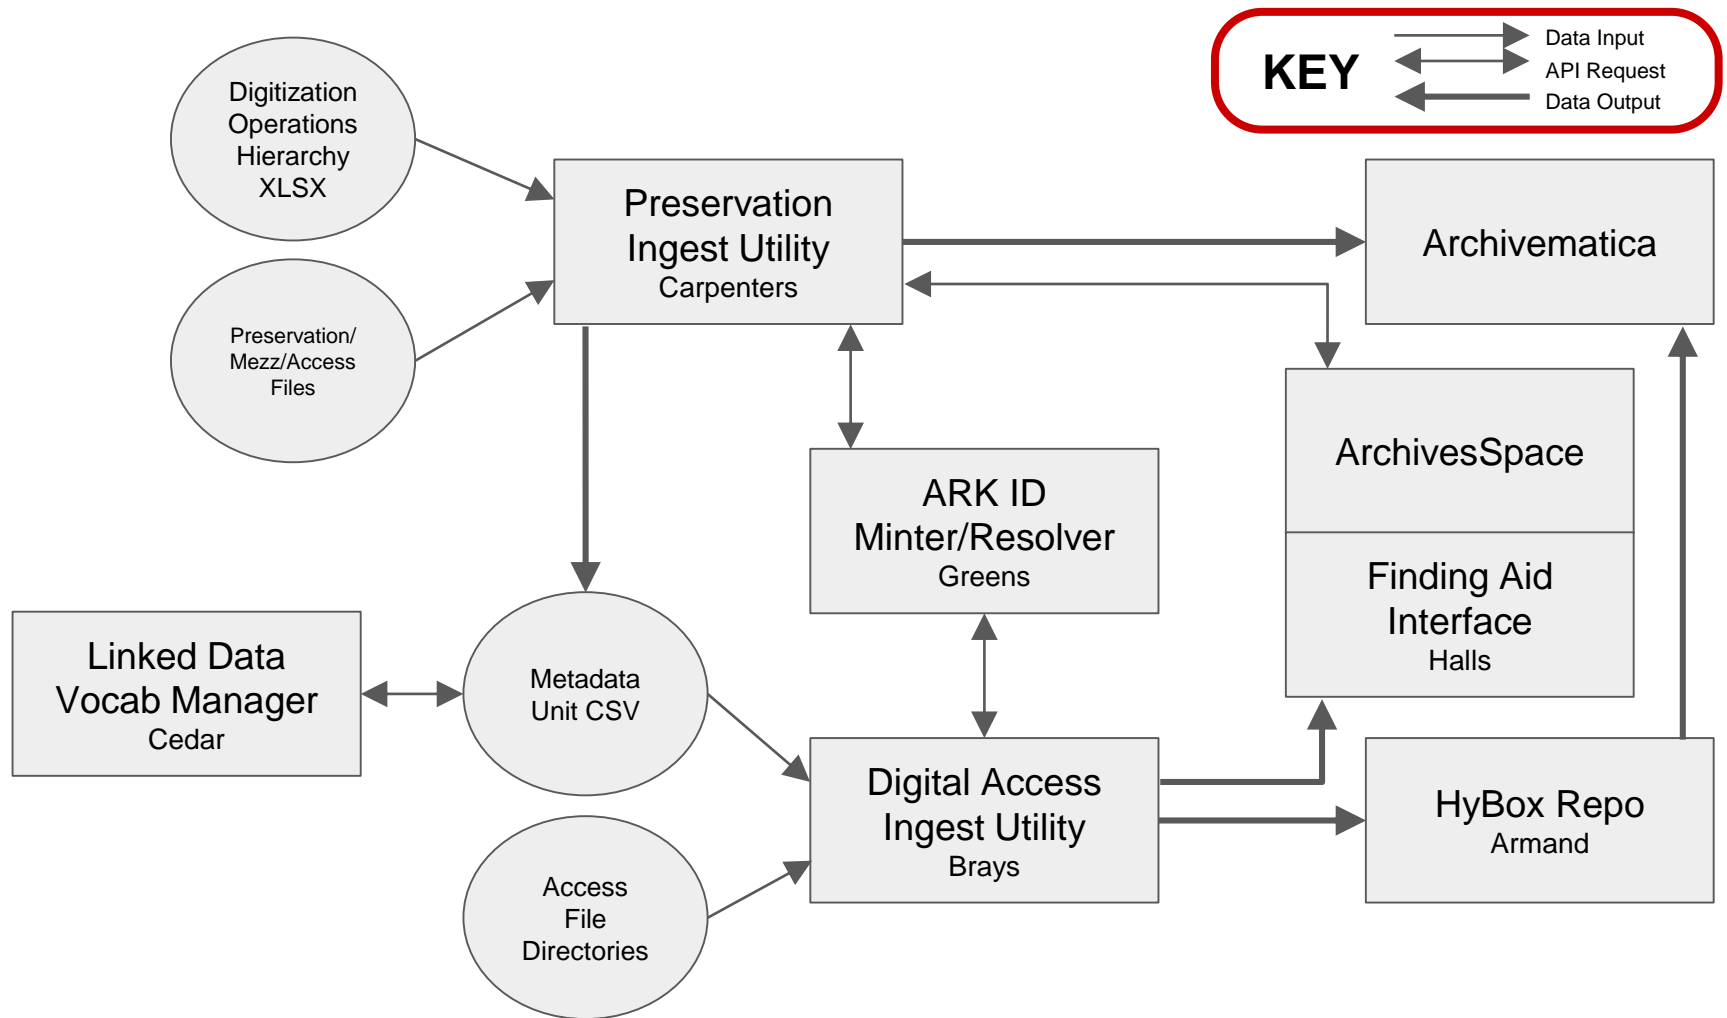 KEY
Data Input
API Request
Data Output
Digitization
Operations
Hierarchy
XLSX
Preservation
Ingest Utility
Carpenters
Archivematica
Preservation/
Mezz/Access
Files
ArchivesSpace
ARK ID
Minter/Resolver
Greens
Finding Aid
Interface
Halls
Linked Data
Vocab Manager
Cedar
Metadata
Unit CSV
Digital Access
Ingest Utility
Brays
HyBox Repo
Armand
Access
File
Directories